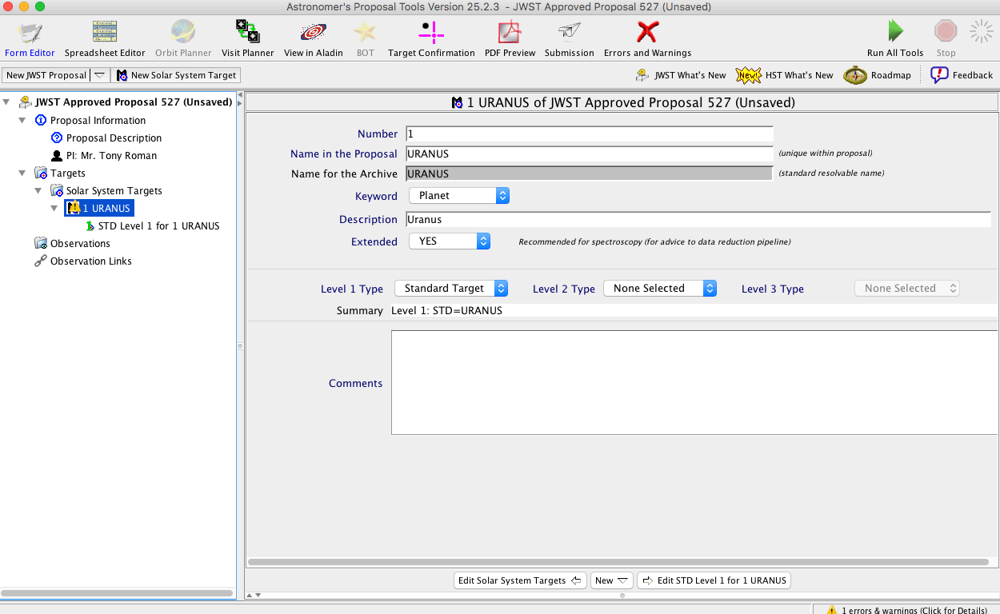 Astronomer's Proposal Tools Version 25.2.3 - JWST Approved Proposal 527 (Unsaved)
Form Editor Spreadsheet Editor Orbit Planner Visit Planner View in Aladin BOT Target Confirmation PDF Preview Submission Errors and Warnings Run All Tools Stop
New JWST Proposal New Solar System Target JWST What's New New! HST What's New Roadmap Feedback
JWST Approved Proposal 527 (Unsaved)
Proposal Information
Proposal Description
PI: Mr. Tony Roman
Targets
Solar System Targets
1 URANUS
STD Level 1 for 1 URANUS
Observations
Observation Links
1 URANUS of JWST Approved Proposal 527 (Unsaved)
Number 1
Name in the Proposal URANUS (unique within proposal)
Name for the Archive URANUS (standard resolvable name)
Keyword Planet
Description Uranus
Extended YES Recommended for spectroscopy (for advice to data reduction pipeline)
Level 1 Type Standard Target Level 2 Type None Selected Level 3 Type None Selected
Summary Level 1: STD=URANUS
Comments
Edit Solar System Targets New Edit STD Level 1 for 1 URANUS
1 errors & warnings (Click for Details)